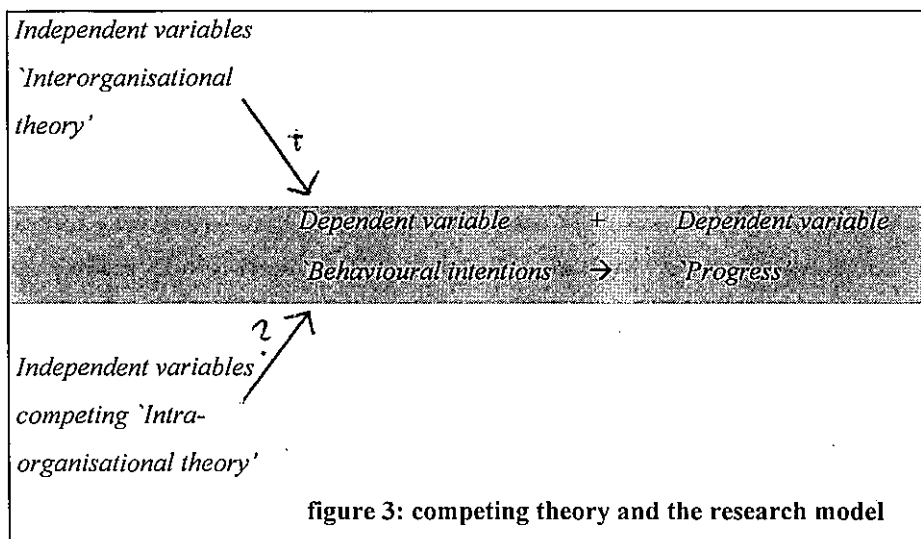 Independent variables
`Interorganisational
theory'
+
Dependent variable + Dependent variable
`Behavioural intentions' → `Progress'
?
Independent variables
competing `Intra-
organisational theory'
figure 3: competing theory and the research model